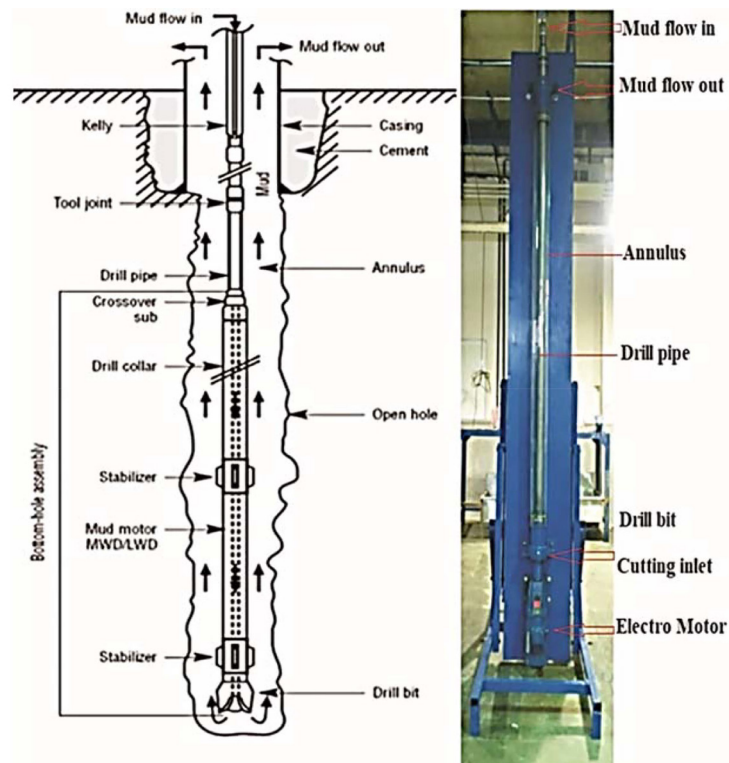 Mud flow in
Mud flow out
Kelly
Casing
Cement
Mud
Tool joint
Drill pipe
Annulus
Crossover
sub
Drill collar
Open hole
Bottom-hole assembly
Stabilizer
Mud motor
MWD/LWD
Stabilizer
Drill bit
Mud flow in
Mud flow out
Annulus
Drill pipe
Drill bit
Cutting inlet
Electro Motor